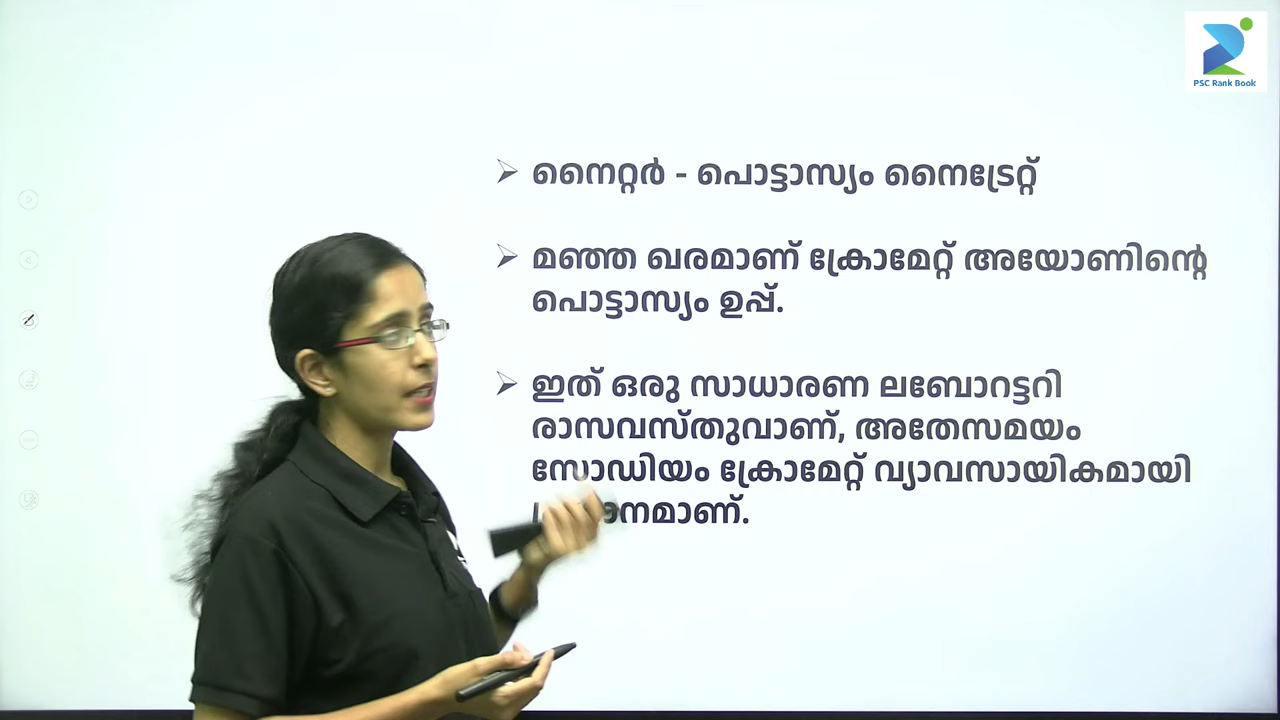 PSC Rank Book
നൈറ്റർ - പൊട്ടാസ്യം നൈട്രേറ്റ്
മഞ്ഞ ഖരമാണ് ക്രോമേറ്റ് അയോണിന്റെ
പൊട്ടാസ്യം ഉപ്പ്.
ഇത് ഒരു സാധാരണ ലബോറട്ടറി
രാസവസ്തുവാണ്, അതേസമയം
സോഡിയം ക്രോമേറ്റ് വ്യാവസായികമായി